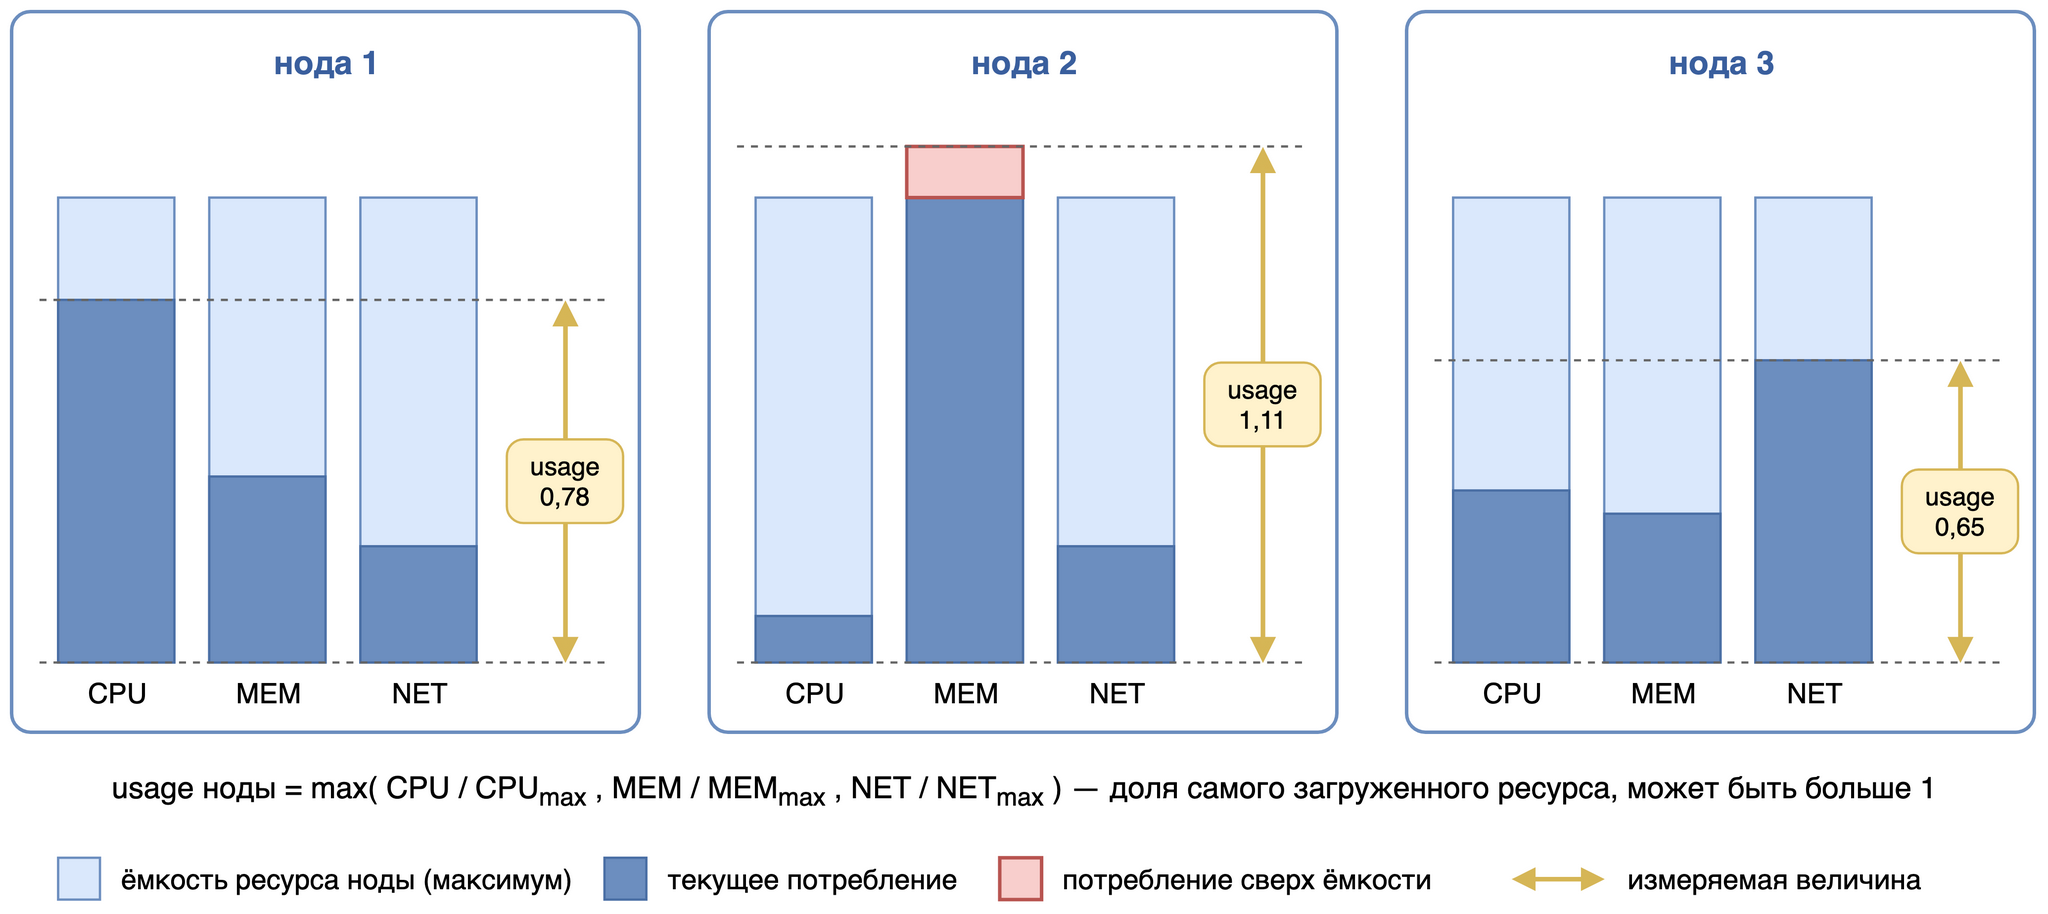 нода 1
нода 2
нода 3
usage
0,78
usage
1,11
usage
0,65
CPU MEM NET
CPU MEM NET
CPU MEM NET
usage ноды = max( CPU / CPUmax , MEM / MEMmax , NET / NETmax ) — доля самого загруженного ресурса, может быть больше 1
ёмкость ресурса ноды (максимум)
текущее потребление
потребление сверх ёмкости
измеряемая величина